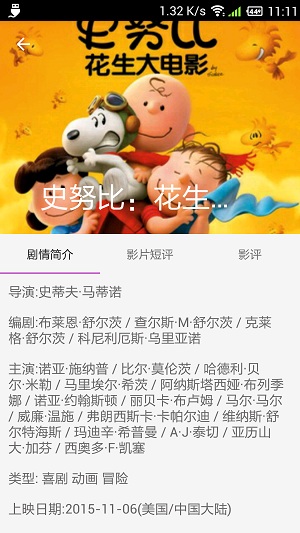 1.32 K/s 44+ 11:11
史努比
花生大电影
史努比：花生...
剧情简介 影片短评 影评
导演:史蒂夫·马蒂诺
编剧:布莱恩·舒尔茨 / 查尔斯·M·舒尔茨 / 克莱
格·舒尔茨 / 科尼利厄斯·乌里亚诺
主演:诺亚·施纳普 / 比尔·莫伦茨 / 哈德利·贝
尔·米勒 / 马里埃尔·希茨 / 阿纳斯塔西娅·布列季
娜 / 诺亚·约翰斯顿 / 丽贝卡·布卢姆 / 马尔·马尔
/ 威廉·温施 / 弗朗西斯卡·卡帕尔迪 / 维纳斯·舒
尔特海斯 / 玛迪辛·希普曼 / A·J·泰切 / 亚历山
大·加芬 / 西奥多·F·凯塞
类型: 喜剧 动画 冒险
上映日期:2015-11-06(美国/中国大陆)